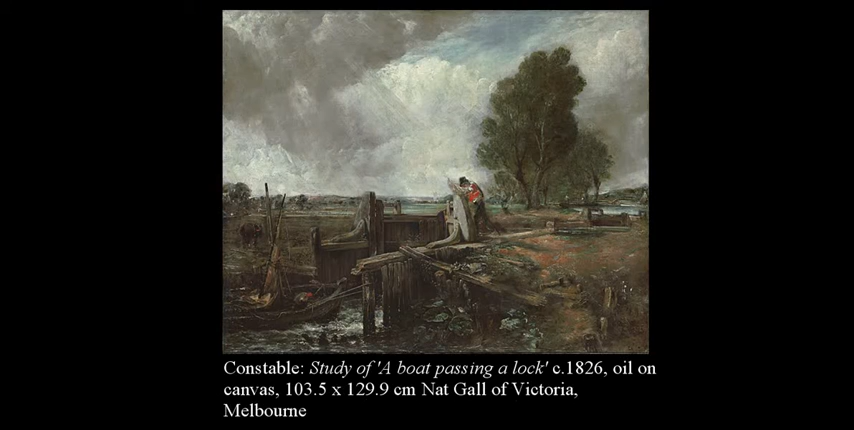 Constable: Study of 'A boat passing a lock' c.1826, oil on
canvas, 103.5 x 129.9 cm Nat Gall of Victoria,
Melbourne